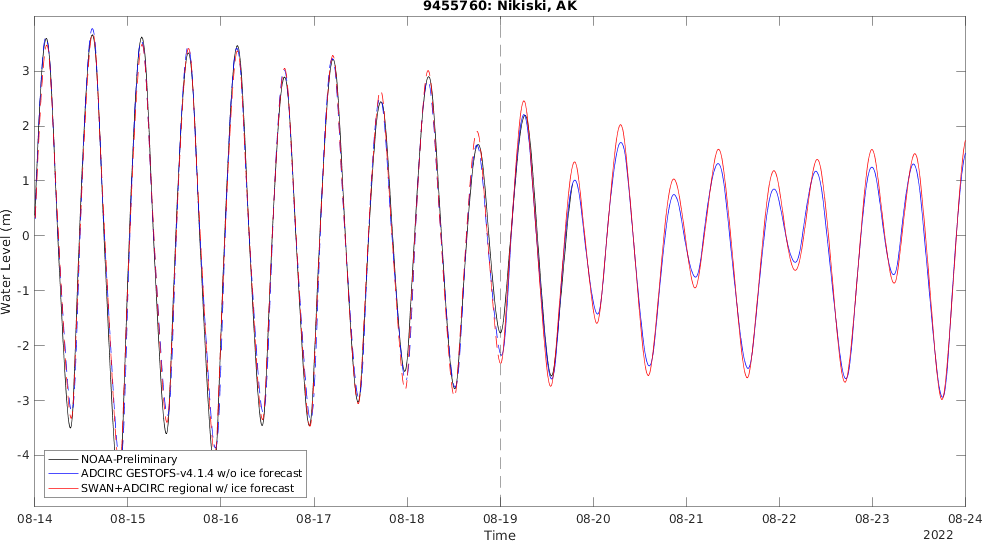 9455760: Nikiski, AK
Water Level (m)
3
2
1
0
-1
-2
-3
-4
NOAA-Preliminary
ADCIRC GESTOFS-v4.1.4 w/o ice forecast
SWAN+ADCIRC regional w/ ice forecast
08-14 08-15 08-16 08-17 08-18 08-19 08-20 08-21 08-22 08-23 08-24
Time
2022